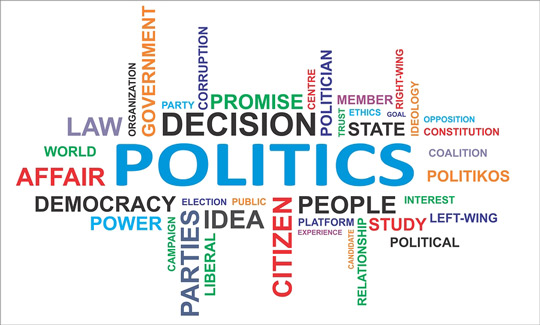 ORGANIZATION
GOVERNMENT
PARTY
CORRUPTION
PROMISE
CENTRE
POLITICIAN
MEMBER
RIGHT-WING
IDEOLOGY
TRUST
ETHICS
GOAL
OPPOSITION
LAW
DECISION
STATE
CONSTITUTION
WORLD
POLITICS
COALITION
AFFAIR
POLITIKOS
DEMOCRACY
ELECTION
PUBLIC
CITIZEN
PEOPLE
INTEREST
POWER
CAMPAIGN
PARTIES
LIBERAL
IDEA
PLATFORM
EXPERIENCE
CANDIDATE
RELATIONSHIP
STUDY
LEFT-WING
POLITICAL